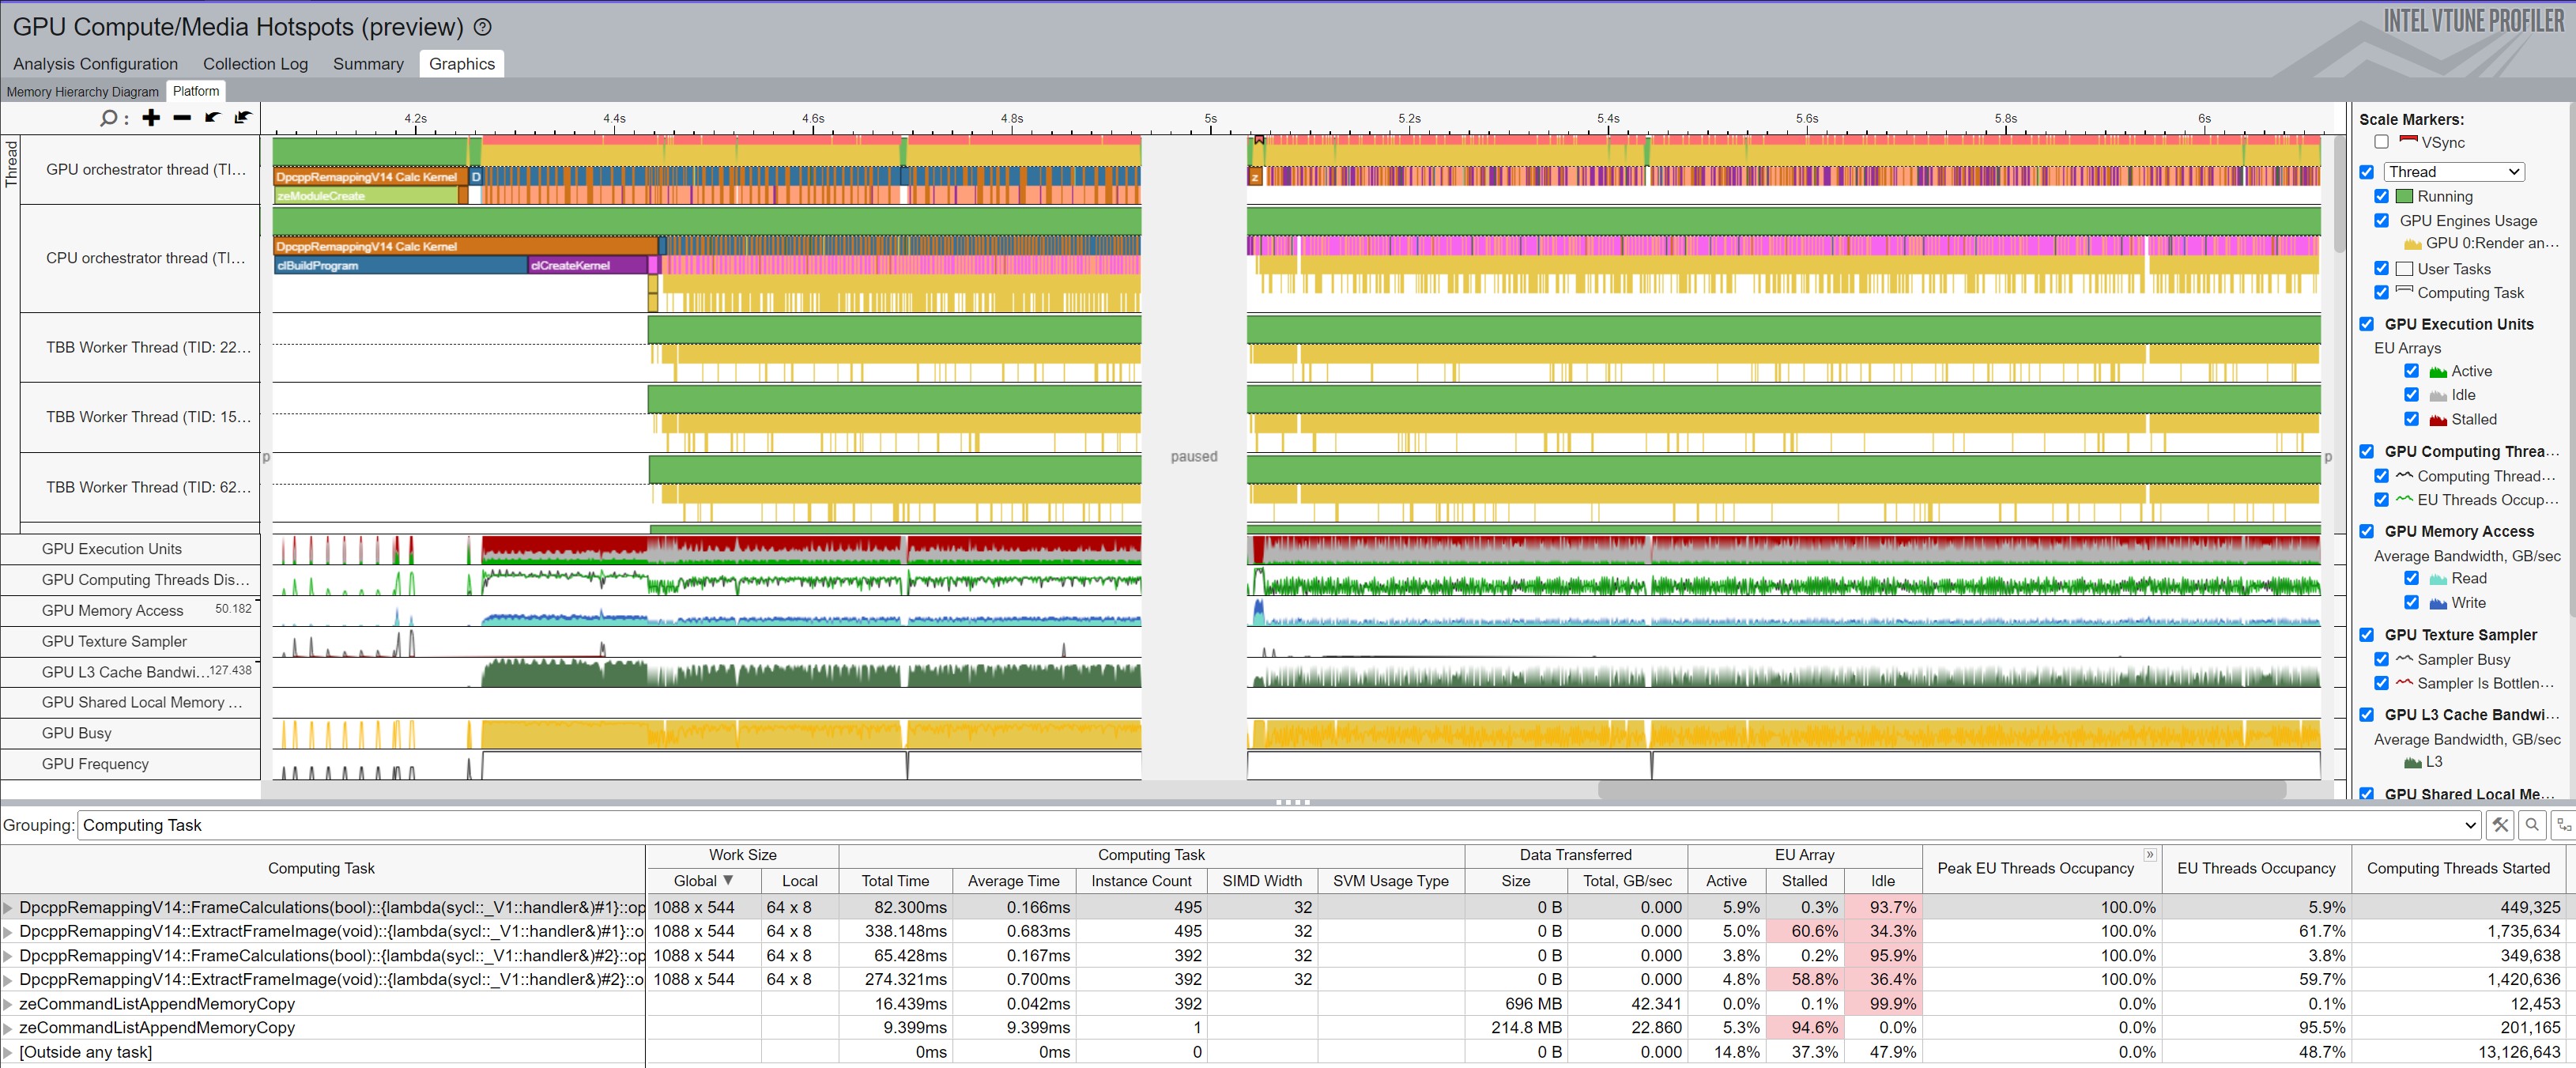 GPU Compute/Media Hotspots (preview) ?
INTEL VTUNE PROFILER
Analysis Configuration Collection Log Summary Graphics
Memory Hierarchy Diagram Platform
4.2s 4.4s 4.6s 4.8s 5s 5.2s 5.4s 5.6s 5.8s 6s
Thread
GPU orchestrator thread (TI...
DpcppRemappingV14 Calc Kernel D
zeModuleCreate
z
CPU orchestrator thread (TI...
DpcppRemappingV14 Calc Kernel
clBuildProgram clCreateKernel
TBB Worker Thread (TID: 22...
TBB Worker Thread (TID: 15...
p paused p
TBB Worker Thread (TID: 62...
GPU Execution Units
GPU Computing Threads Dis...
GPU Memory Access 50.182
GPU Texture Sampler
GPU L3 Cache Bandwi... 127.438
GPU Shared Local Memory ...
GPU Busy
GPU Frequency
Scale Markers:
VSync
Thread
Running
GPU Engines Usage
GPU 0:Render an...
User Tasks
Computing Task
GPU Execution Units
EU Arrays
Active
Idle
Stalled
GPU Computing Threa...
Computing Thread...
EU Threads Occup...
GPU Memory Access
Average Bandwidth, GB/sec
Read
Write
GPU Texture Sampler
Sampler Busy
Sampler Is Bottlen...
GPU L3 Cache Bandwi...
Average Bandwidth, GB/sec
L3
GPU Shared Local Me...
Grouping: Computing Task
Computing Task Work Size Computing Task Data Transferred EU Array Peak EU Threads Occupancy » EU Threads Occupancy Computing Threads Started
Global ▼ Local Total Time Average Time Instance Count SIMD Width SVM Usage Type Size Total, GB/sec Active Stalled Idle
DpcppRemappingV14::FrameCalculations(bool)::{lambda(sycl::_V1::handler&)#1}::op 1088 x 544 64 x 8 82.300ms 0.166ms 495 32 0 B 0.000 5.9% 0.3% 93.7% 100.0% 5.9% 449,325
DpcppRemappingV14::ExtractFrameImage(void)::{lambda(sycl::_V1::handler&)#1}::o 1088 x 544 64 x 8 338.148ms 0.683ms 495 32 0 B 0.000 5.0% 60.6% 34.3% 100.0% 61.7% 1,735,634
DpcppRemappingV14::FrameCalculations(bool)::{lambda(sycl::_V1::handler&)#2}::op 1088 x 544 64 x 8 65.428ms 0.167ms 392 32 0 B 0.000 3.8% 0.2% 95.9% 100.0% 3.8% 349,638
DpcppRemappingV14::ExtractFrameImage(void)::{lambda(sycl::_V1::handler&)#2}::o 1088 x 544 64 x 8 274.321ms 0.700ms 392 32 0 B 0.000 4.8% 58.8% 36.4% 100.0% 59.7% 1,420,636
zeCommandListAppendMemoryCopy 16.439ms 0.042ms 392 696 MB 42.341 0.0% 0.1% 99.9% 0.0% 0.1% 12,453
zeCommandListAppendMemoryCopy 9.399ms 9.399ms 1 214.8 MB 22.860 5.3% 94.6% 0.0% 0.0% 95.5% 201,165
[Outside any task] 0ms 0ms 0 0 B 0.000 14.8% 37.3% 47.9% 0.0% 48.7% 13,126,643